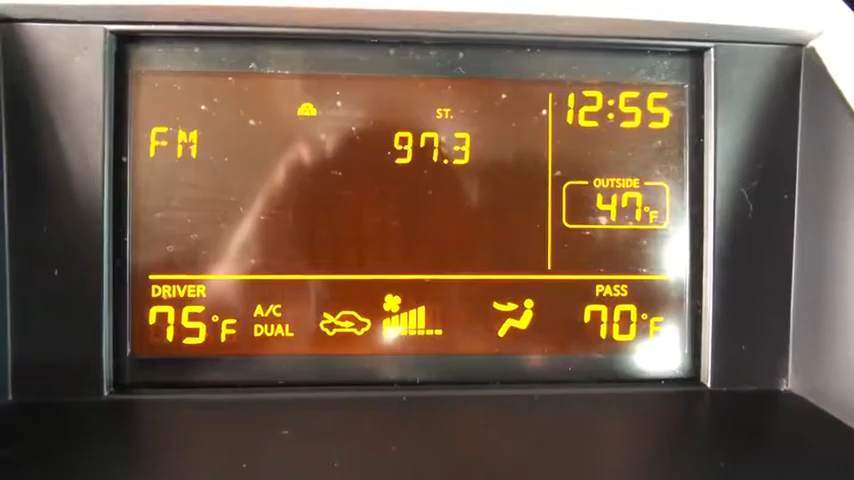 ST.
12:55
FM
97.3
OUTSIDE
47°F
DRIVER
PASS
75°F
A/C
DUAL
70°F